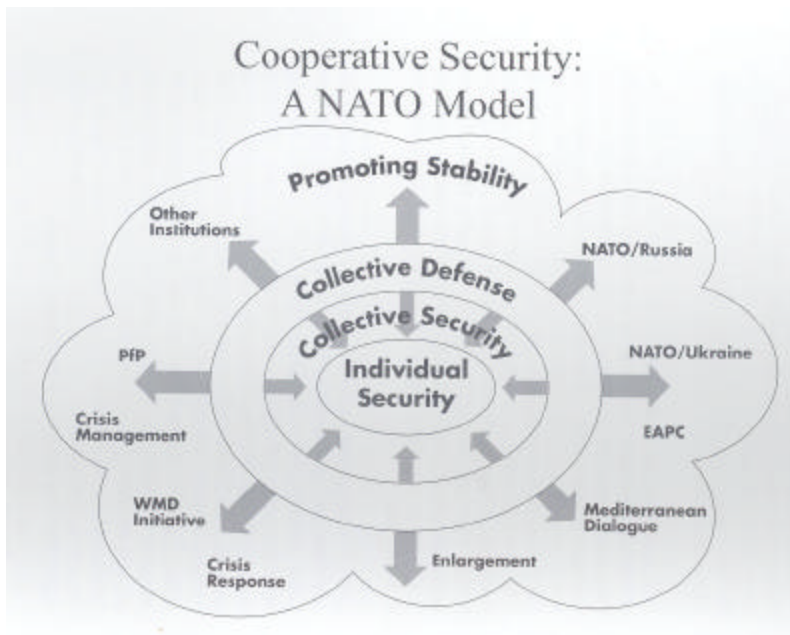 Cooperative Security:
A NATO Model
Promoting Stability
Other
Institutions
NATO/Russia
Collective Defense
Collective Security
Individual
Security
PfP
NATO/Ukraine
Crisis
Management
EAPC
WMD
Initiative
Mediterranean
Dialogue
Crisis
Response
Enlargement